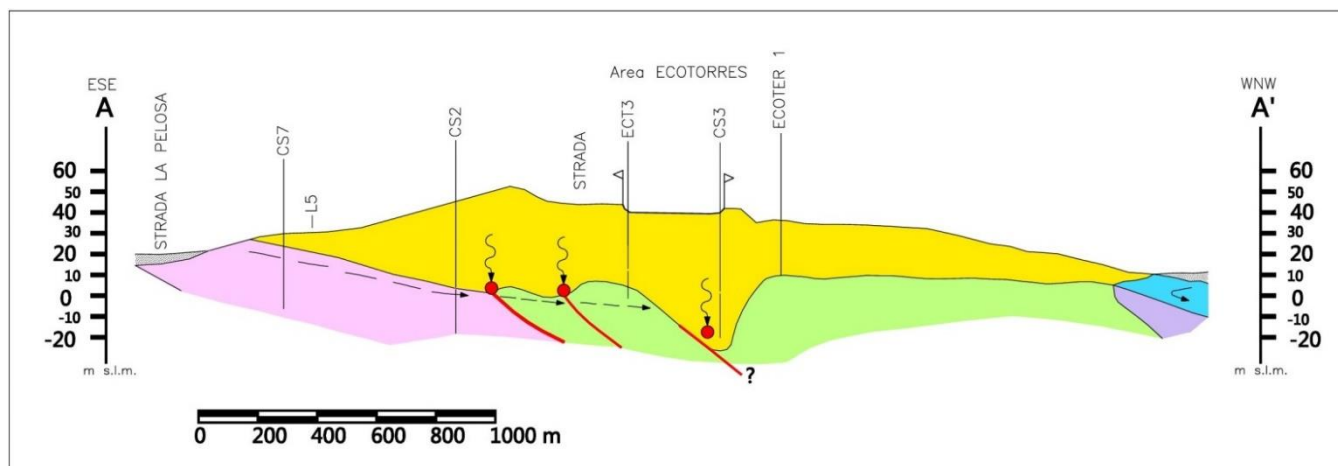 ESE
A
WNW
A'
Area ECOTORRES
STRADA LA PELOSA
CS7
L5
CS2
STRADA
ECT3
CS3
ECOTER 1
60
50
40
30
20
10
0
-10
-20
m s.l.m.
60
50
40
30
20
10
0
-10
-20
m s.l.m.
?
0 200 400 600 800 1000 m